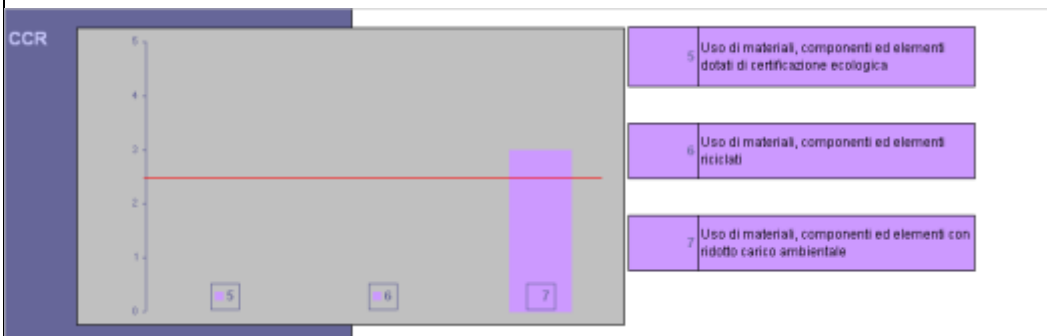 CCR
5
4
3
2
1
0
5
6
7
5
Uso di materiali, componenti ed elementi
dotati di certificazione ecologica
6
Uso di materiali, componenti ed elementi
riciclati
7
Uso di materiali, componenti ed elementi con
ridotto carico ambientale